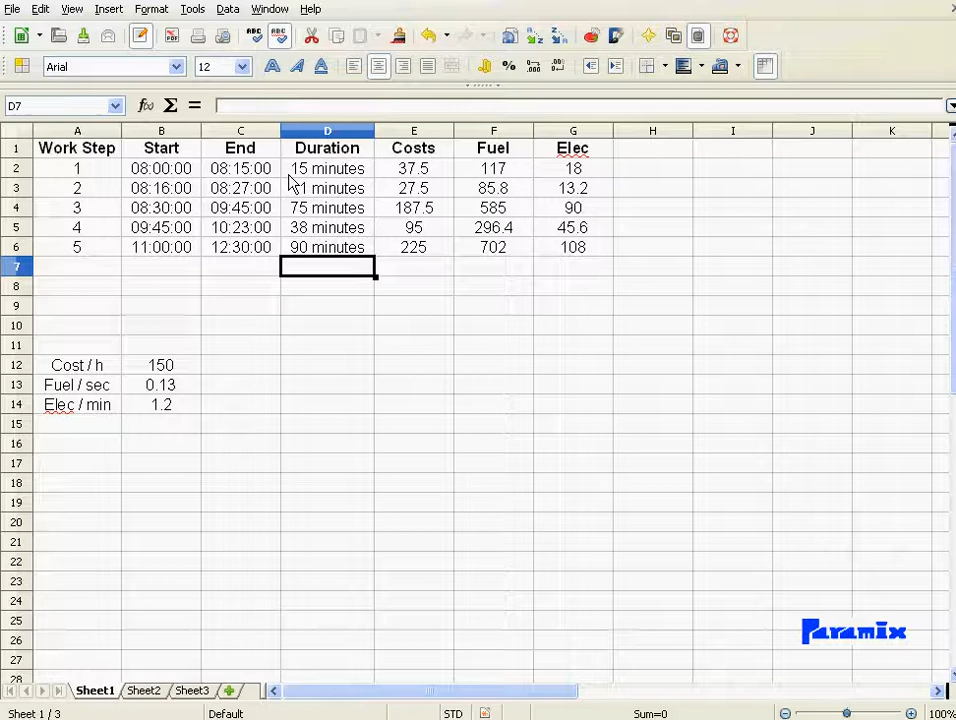 File Edit View Insert Format Tools Data Window Help
Arial 12
D7
A B C D E F G H I J K
1 Work Step Start End Duration Costs Fuel Elec
2 1 08:00:00 08:15:00 15 minutes 37.5 117 18
3 2 08:16:00 08:27:00 minutes 27.5 85.8 13.2
4 3 08:30:00 09:45:00 75 minutes 187.5 585 90
5 4 09:45:00 10:23:00 38 minutes 95 296.4 45.6
6 5 11:00:00 12:30:00 90 minutes 225 702 108
7
8
9
10
11
12 Cost / h 150
13 Fuel / sec 0.13
14 Elec / min 1.2
15
16
17
18
19
20
21
22
23
24
25
Paramix
26
27
28
Sheet1 Sheet2 Sheet3
Sheet 1 / 3 Default STD Sum=0 100%